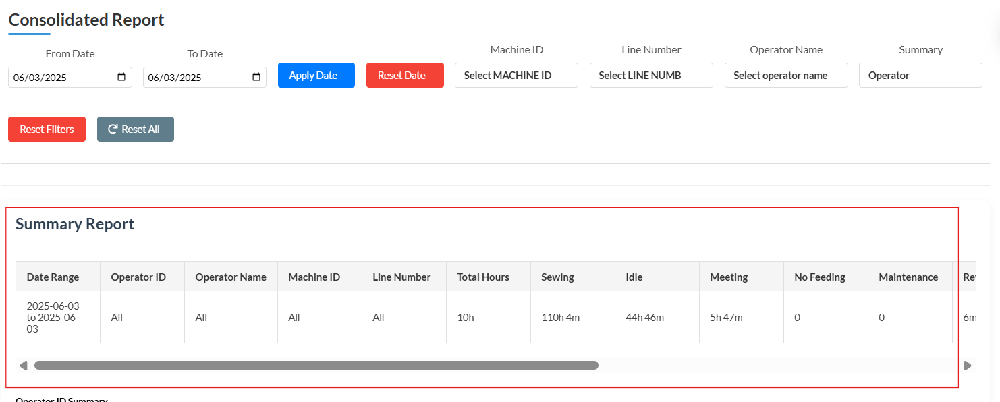 Consolidated Report
From Date
To Date
Machine ID
Line Number
Operator Name
Summary
06/03/2025
06/03/2025
Apply Date
Reset Date
Select MACHINE ID
Select LINE NUMB
Select operator name
Operator
Reset Filters
Reset All
Summary Report
Date Range Operator ID Operator Name Machine ID Line Number Total Hours Sewing Idle Meeting No Feeding Maintenance
2025-06-03
to 2025-06-
03
All All All All 10h 110h 4m 44h 46m 5h 47m 0 0 6m
Operator ID Summary